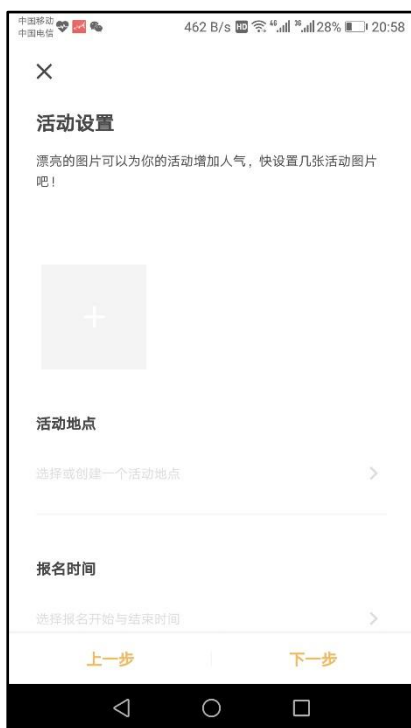 中国移动
中国电信 462 B/s HD 46 36 28% 20:58
活动设置
漂亮的图片可以为你的活动增加人气，快设置几张活动图片
吧！
活动地点
选择或创建一个活动地点
报名时间
选择报名开始与结束时间
上一步 下一步